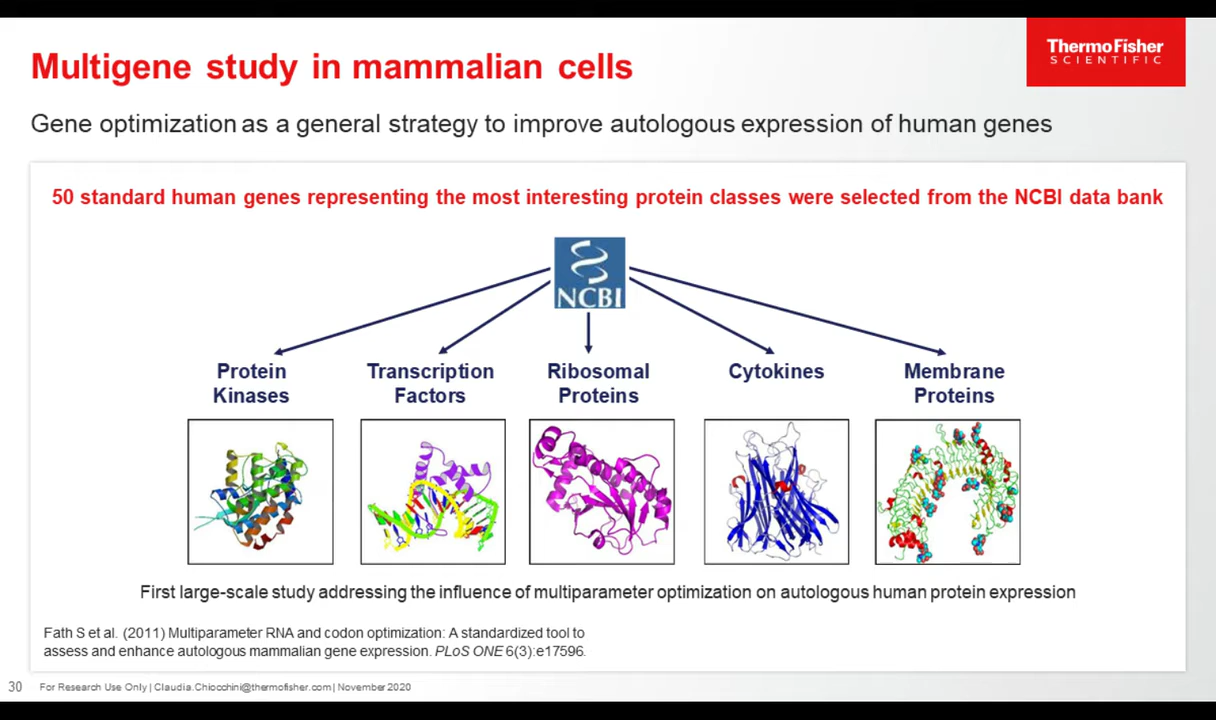 Multigene study in mammalian cells
ThermoFisher
SCIENTIFIC
Gene optimization as a general strategy to improve autologous expression of human genes
50 standard human genes representing the most interesting protein classes were selected from the NCBI data bank
NCBI
Protein
Kinases
Transcription
Factors
Ribosomal
Proteins
Cytokines
Membrane
Proteins
First large-scale study addressing the influence of multiparameter optimization on autologous human protein expression
Fath S et al. (2011) Multiparameter RNA and codon optimization: A standardized tool to
assess and enhance autologous mammalian gene expression. PLoS ONE 6(3):e17596.
30 For Research Use Only | Claudia.Chiocchini@thermofisher.com | November 2020